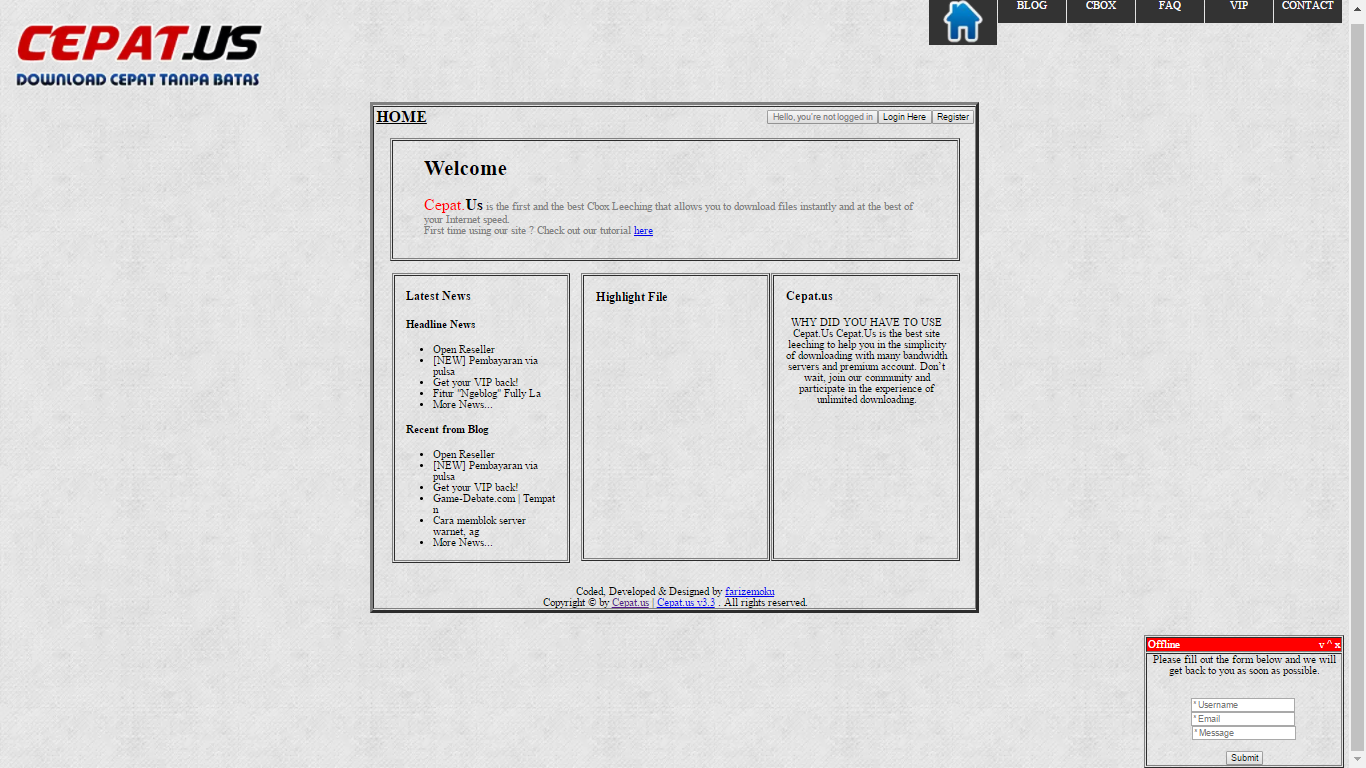 CEPAT.US
DOWNLOAD CEPAT TANPA BATAS
BLOG
CBOX
FAQ
VIP
CONTACT
HOME
Hello, you're not logged in
Login Here
Register
Welcome
Cepat.Us is the first and the best Cbox Leeching that allows you to download files instantly and at the best of
your Internet speed.
First time using our site ? Check out our tutorial here
Latest News
Headline News
Open Reseller
[NEW] Pembayaran via
pulsa
Get your VIP back!
Fitur "Ngeblog" Fully La
More News...
Recent from Blog
Open Reseller
[NEW] Pembayaran via
pulsa
Get your VIP back!
Game-Debate.com | Tempat
n
Cara memblok server
warnet, ag
More News...
Highlight File
Cepat.us
WHY DID YOU HAVE TO USE
Cepat.Us Cepat.Us is the best site
leeching to help you in the simplicity
of downloading with many bandwidth
servers and premium account. Don't
wait, join our community and
participate in the experience of
unlimited downloading.
Coded, Developed & Designed by farizemoku
Copyright © by Cepat.us | Cepat.us v3.3 . All rights reserved.
Offline
v ^ x
Please fill out the form below and we will
get back to you as soon as possible.
* Username
* Email
* Message
Submit